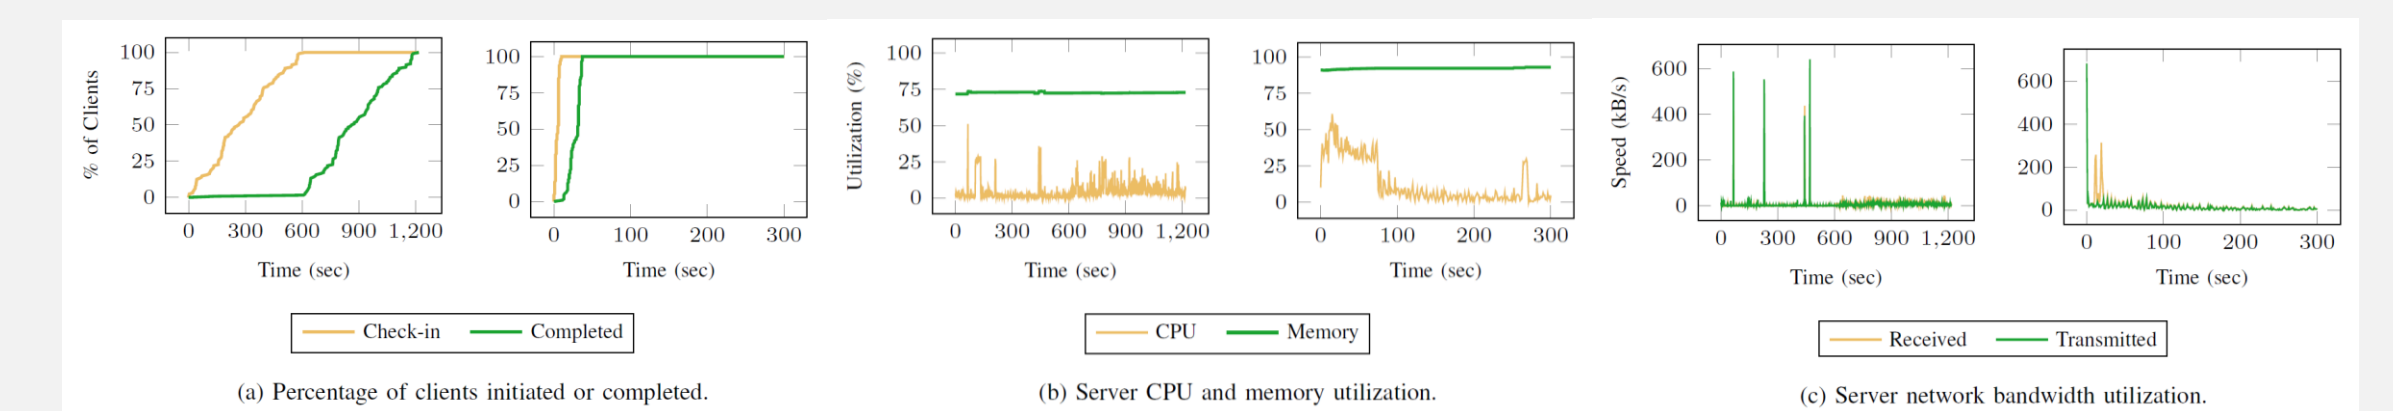 % of Clients
100
75
50
25
0
0 300 600 900 1,200
Time (sec)
100
75
50
25
0
0 100 200 300
Time (sec)
Check-in Completed
(a) Percentage of clients initiated or completed.
Utilization (%)
100
75
50
25
0
0 300 600 900 1,200
Time (sec)
100
75
50
25
0
0 100 200 300
Time (sec)
CPU Memory
(b) Server CPU and memory utilization.
Speed (kB/s)
600
400
200
0
0 300 600 900 1,200
Time (sec)
600
400
200
0
0 100 200 300
Time (sec)
Received Transmitted
(c) Server network bandwidth utilization.